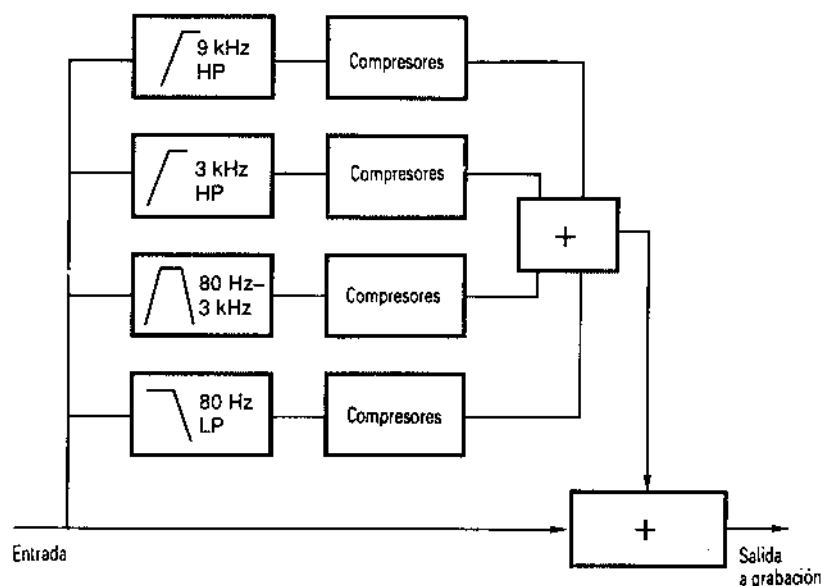 9 kHz
HP
Compresores
3 kHz
HP
Compresores
+
80 Hz–
3 kHz
Compresores
80 Hz
LP
Compresores
+
Entrada
Salida
a grabación